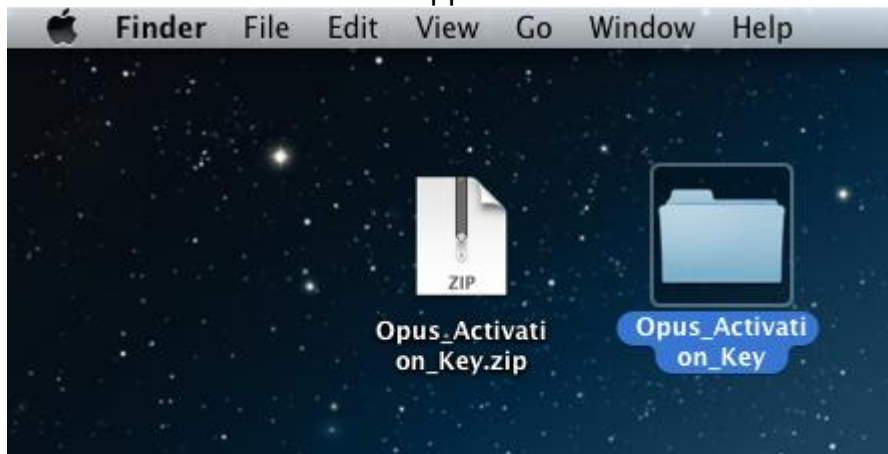 Finder File Edit View Go Window Help
ZIP
Opus_Activati
on_Key.zip
Opus_Activati
on_Key